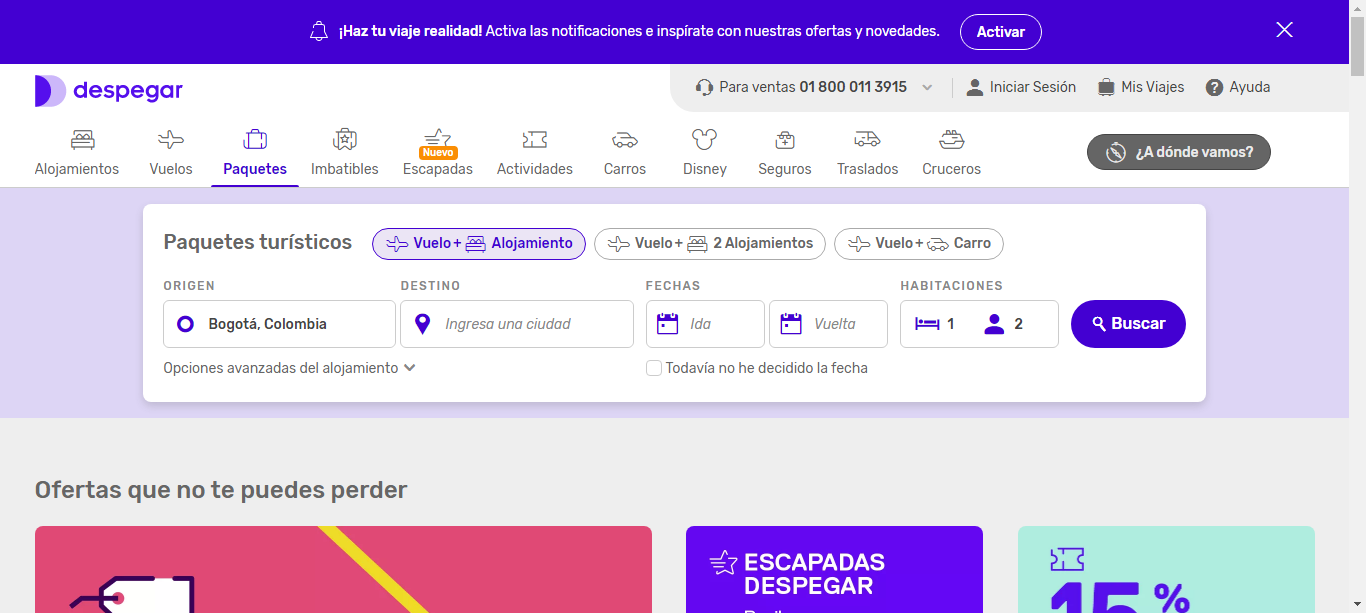 ¡Haz tu viaje realidad! Activa las notificaciones e inspírate con nuestras ofertas y novedades.
Activar
despegar
Para ventas 01 800 011 3915
Iniciar Sesión
Mis Viajes
Ayuda
Alojamientos
Vuelos
Paquetes
Imbatibles
Nuevo
Escapadas
Actividades
Carros
Disney
Seguros
Traslados
Cruceros
¿A dónde vamos?
Paquetes turísticos
Vuelo + Alojamiento
Vuelo + 2 Alojamientos
Vuelo + Carro
ORIGEN
DESTINO
FECHAS
HABITACIONES
Bogotá, Colombia
Ingresa una ciudad
Ida
Vuelta
1
2
Buscar
Opciones avanzadas del alojamiento
Todavía no he decidido la fecha
Ofertas que no te puedes perder
ESCAPADAS
DESPEGAR
15%